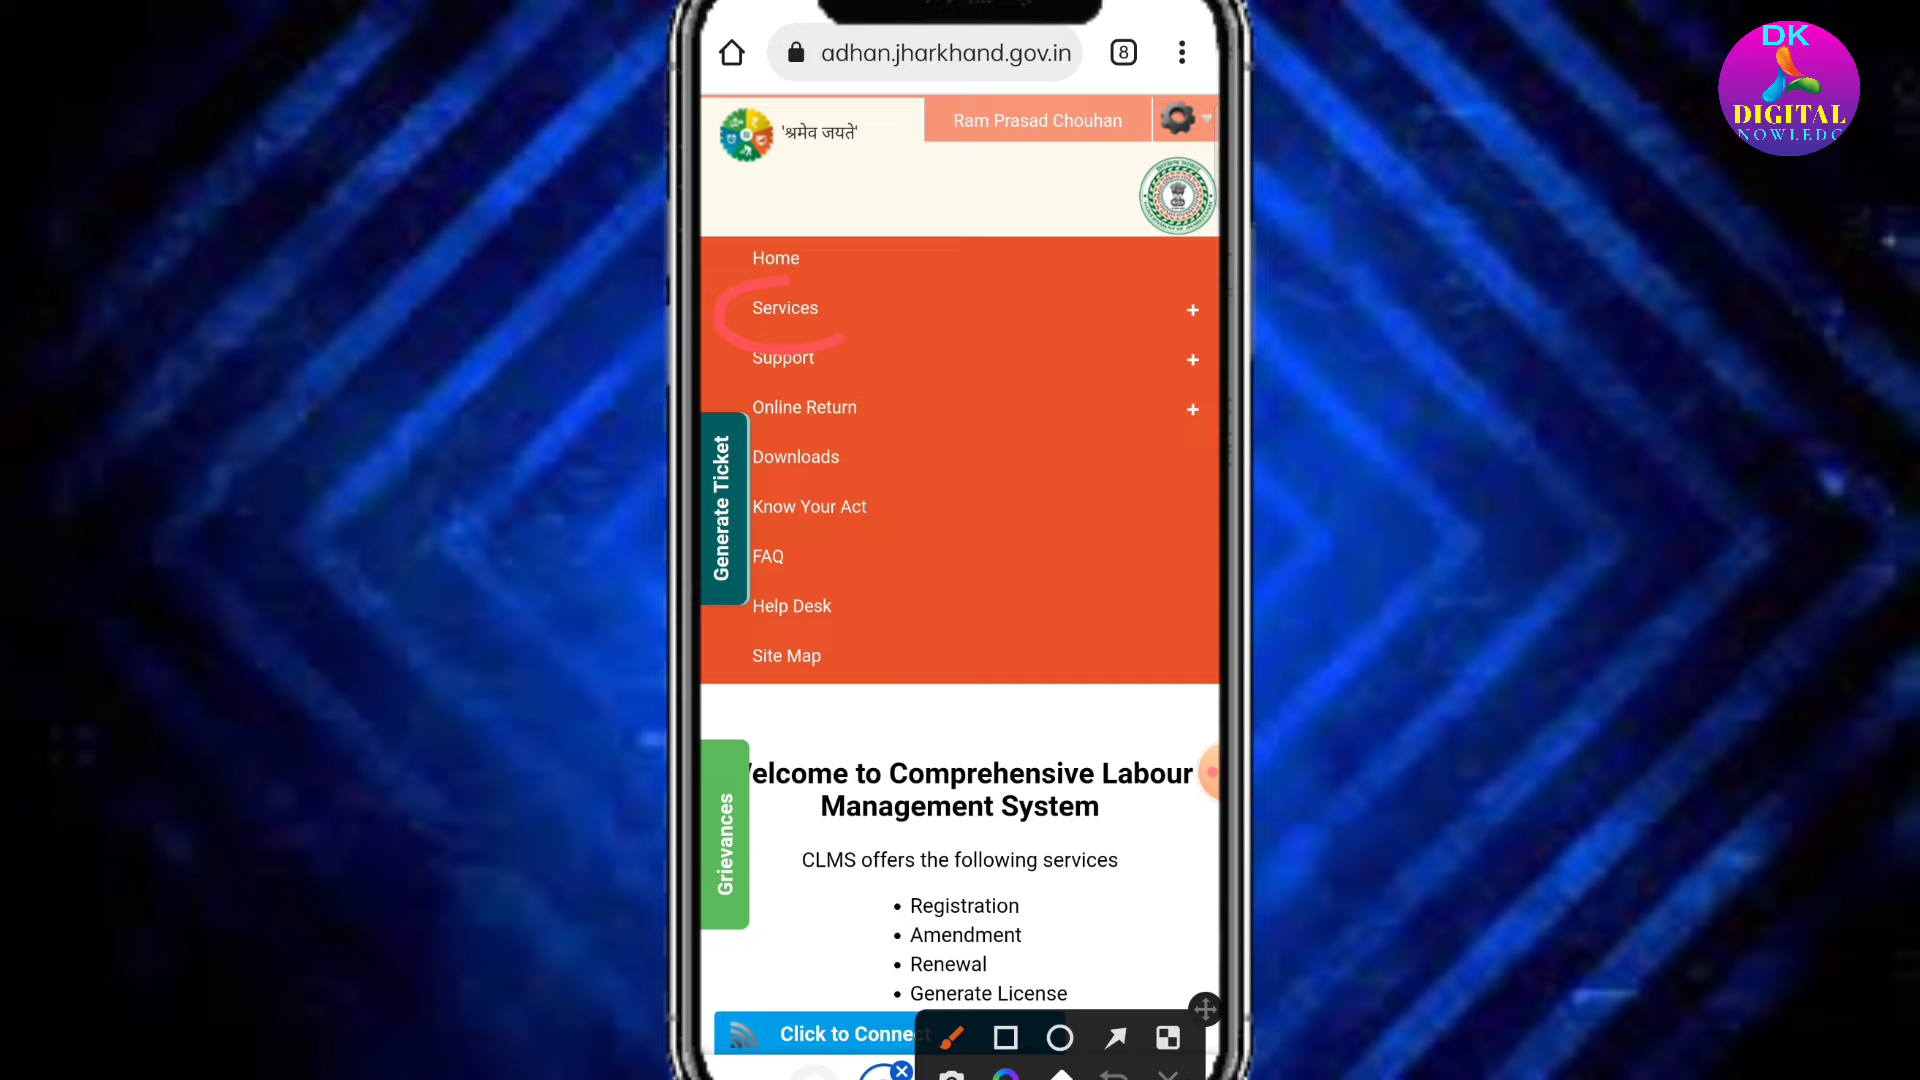 adhan.jharkhand.gov.in
8
'श्रमेव जयते'
Ram Prasad Chouhan
DK
DIGITAL
NOWLEDG
Home
Services
Support
Online Return
Downloads
Know Your Act
FAQ
Help Desk
Site Map
Generate Ticket
Grievances
elcome to Comprehensive Labour
Management System
CLMS offers the following services
• Registration
• Amendment
• Renewal
• Generate License
Click to Connec